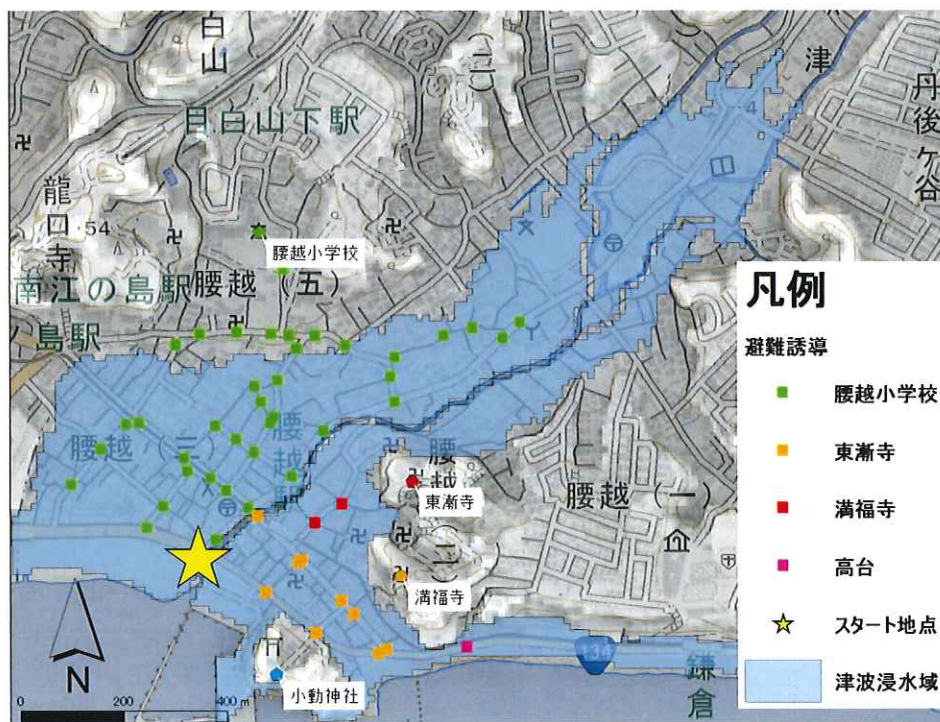 白山
(二)
津
丹後ケ谷
目白山下駅
龍口寺
54
4
腰越小学校
南江の島駅
腰越(五)
島駅
腰越(三)
腰越駅
腰越(二)
東漸寺
腰越(一)
満福寺
小動神社
134
鎌倉
N
0 200 400 m
凡例
避難誘導
腰越小学校
東漸寺
満福寺
高台
スタート地点
津波浸水域